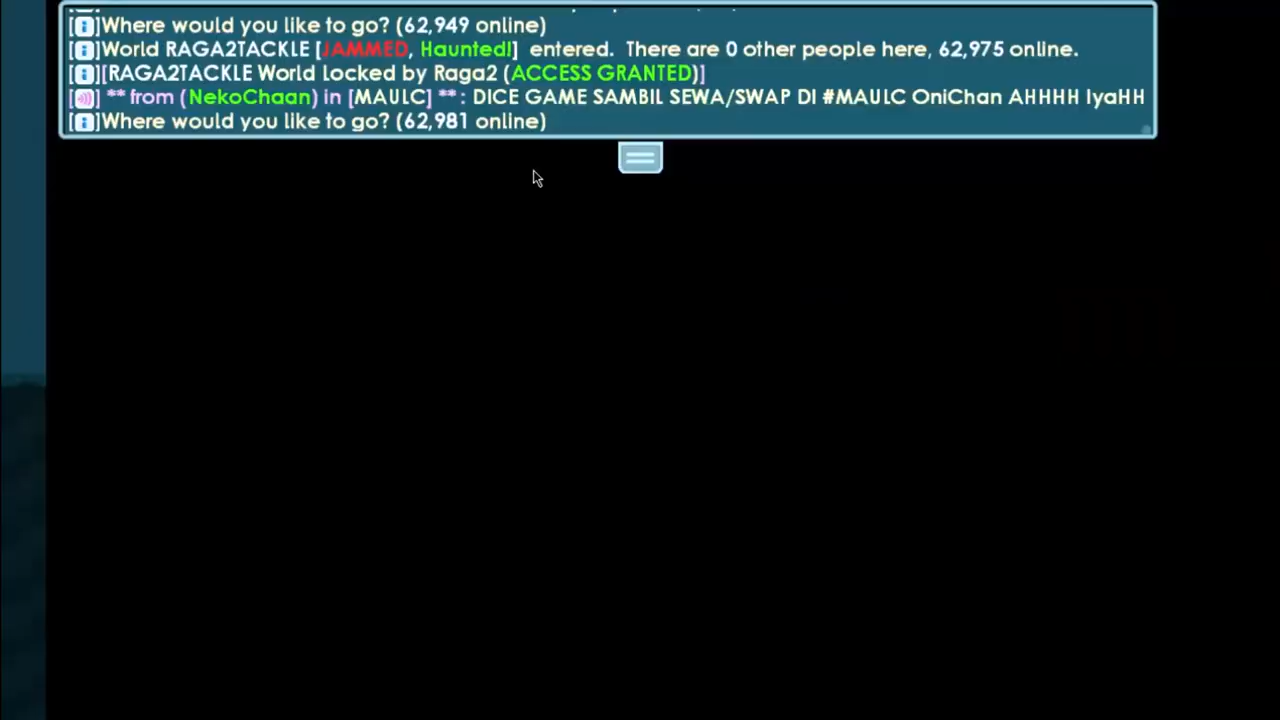 Where would you like to go? (62,949 online)
World RAGA2TACKLE [JAMMED, Haunted!] entered. There are 0 other people here, 62,975 online.
[RAGA2TACKLE World Locked by Raga2 (ACCESS GRANTED)]
** from (NekoChaan) in [MAULC] ** : DICE GAME SAMBIL SEWA/SWAP DI #MAULC OniChan AHHHH IyaHH
Where would you like to go? (62,981 online)